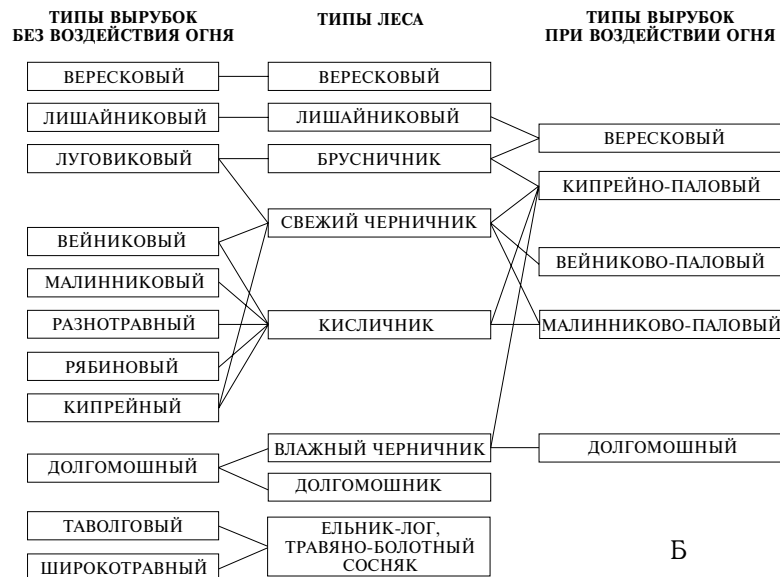 ТИПЫ ВЫРУБОК
БЕЗ ВОЗДЕЙСТВИЯ ОГНЯ
ВЕРЕСКОВЫЙ
ЛИШАЙНИКОВЫЙ
ЛУГОВИКОВЫЙ
ВЕЙНИКОВЫЙ
МАЛИННИКОВЫЙ
РАЗНОТРАВНЫЙ
РЯБИНОВЫЙ
КИПРЕЙНЫЙ
ДОЛГОМОШНЫЙ
ТАВОЛГОВЫЙ
ШИРОКОТРАВНЫЙ
ТИПЫ ЛЕСА
ВЕРЕСКОВЫЙ
ЛИШАЙНИКОВЫЙ
БРУСНИЧНИК
СВЕЖИЙ ЧЕРНИЧНИК
КИСЛИЧНИК
ВЛАЖНЫЙ ЧЕРНИЧНИК
ДОЛГОМОШНИК
ЕЛЬНИК-ЛОГ,
ТРАВЯНО-БОЛОТНЫЙ
СОСНЯК
ТИПЫ ВЫРУБОК
ПРИ ВОЗДЕЙСТВИИ ОГНЯ
ВЕРЕСКОВЫЙ
КИПРЕЙНО-ПАЛОВЫЙ
ВЕЙНИКОВО-ПАЛОВЫЙ
МАЛИННИКОВО-ПАЛОВЫЙ
ДОЛГОМОШНЫЙ
Б